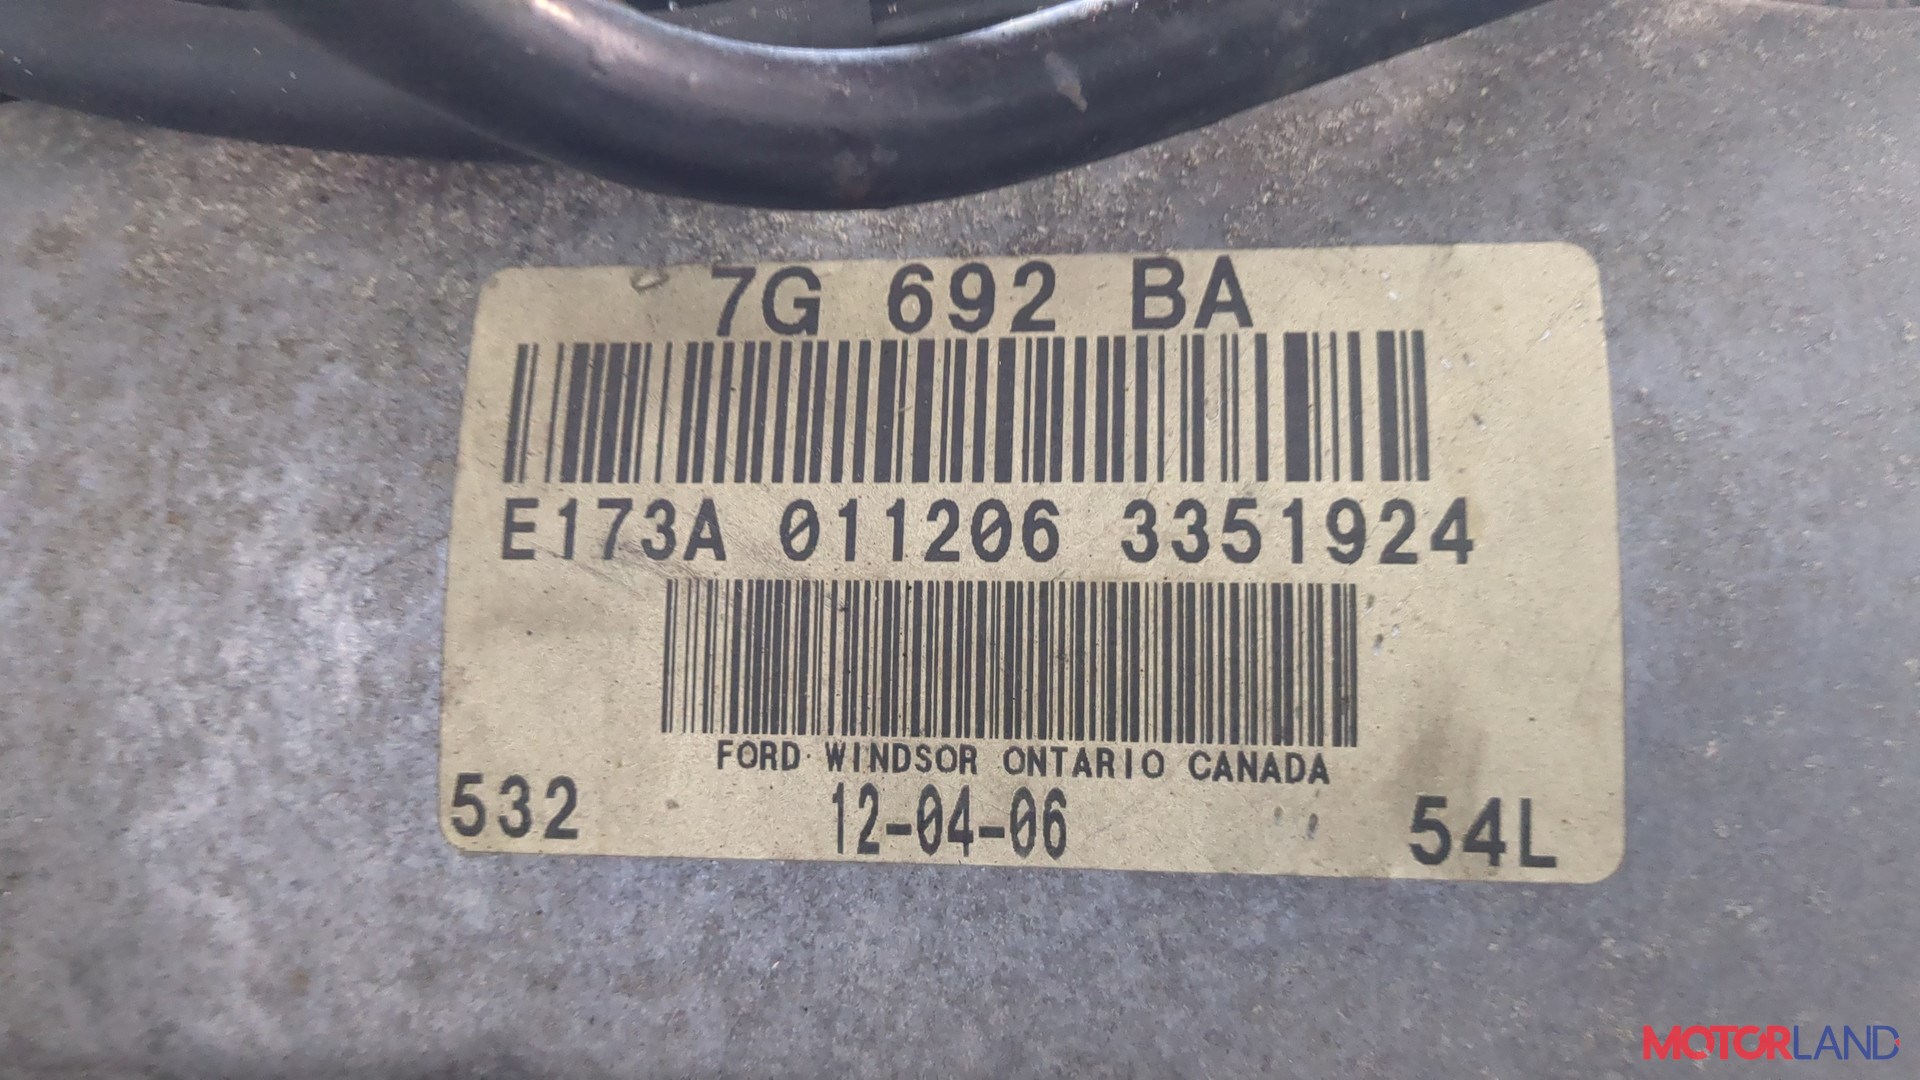 7G 692 BA
E173A 011206 3351924
FORD WINDSOR ONTARIO CANADA
532 12-04-06 54L
MOTORLAND